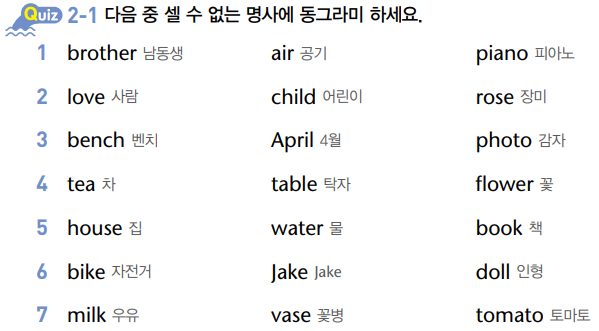 Quiz 2-1 다음 중 셀 수 없는 명사에 동그라미 하세요.
1 brother 남동생 air 공기 piano 피아노
2 love 사람 child 어린이 rose 장미
3 bench 벤치 April 4월 photo 감자
4 tea 차 table 탁자 flower 꽃
5 house 집 water 물 book 책
6 bike 자전거 Jake Jake doll 인형
7 milk 우유 vase 꽃병 tomato 토마토